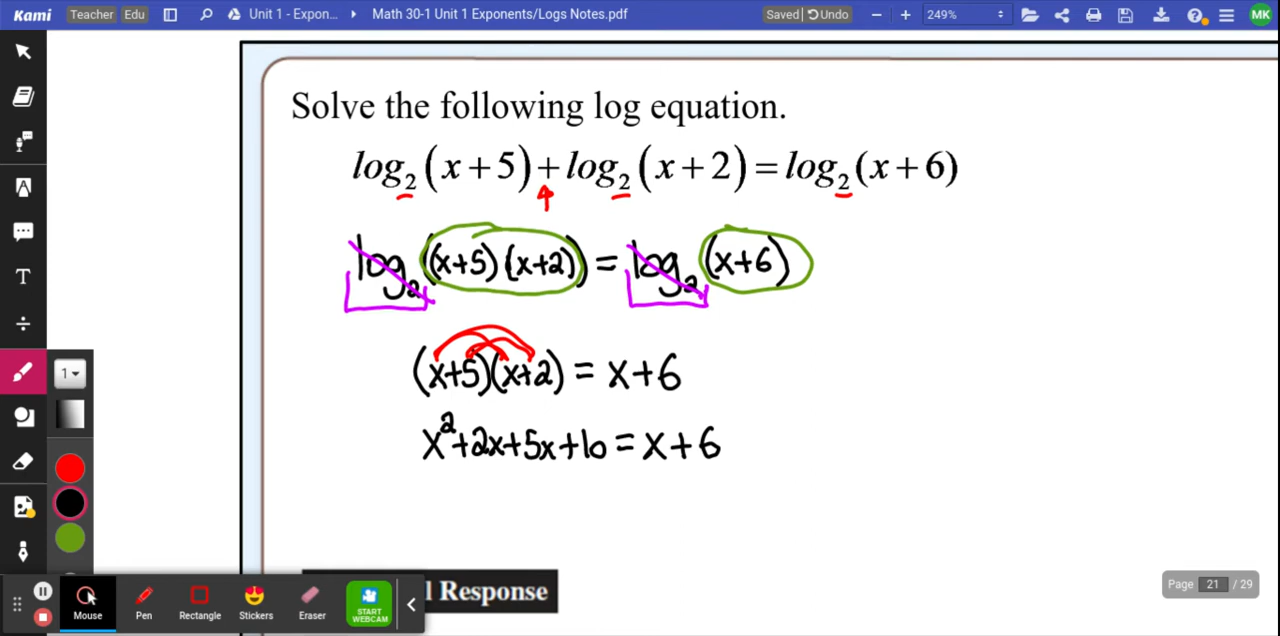 Kami Teacher Edu Unit 1 - Expon... Math 30-1 Unit 1 Exponents/Logs Notes.pdf Saved Undo 249% MK
Solve the following log equation.
log₂(x+5)+log₂(x+2)=log₂(x+6)
log₂((x+5)(x+2)) = log₂(x+6)
(x+5)(x+2) = x+6
x²+2x+5x+10 = x+6
1
l Response
Page 21 / 29
Mouse Pen Rectangle Stickers Eraser START WEBCAM